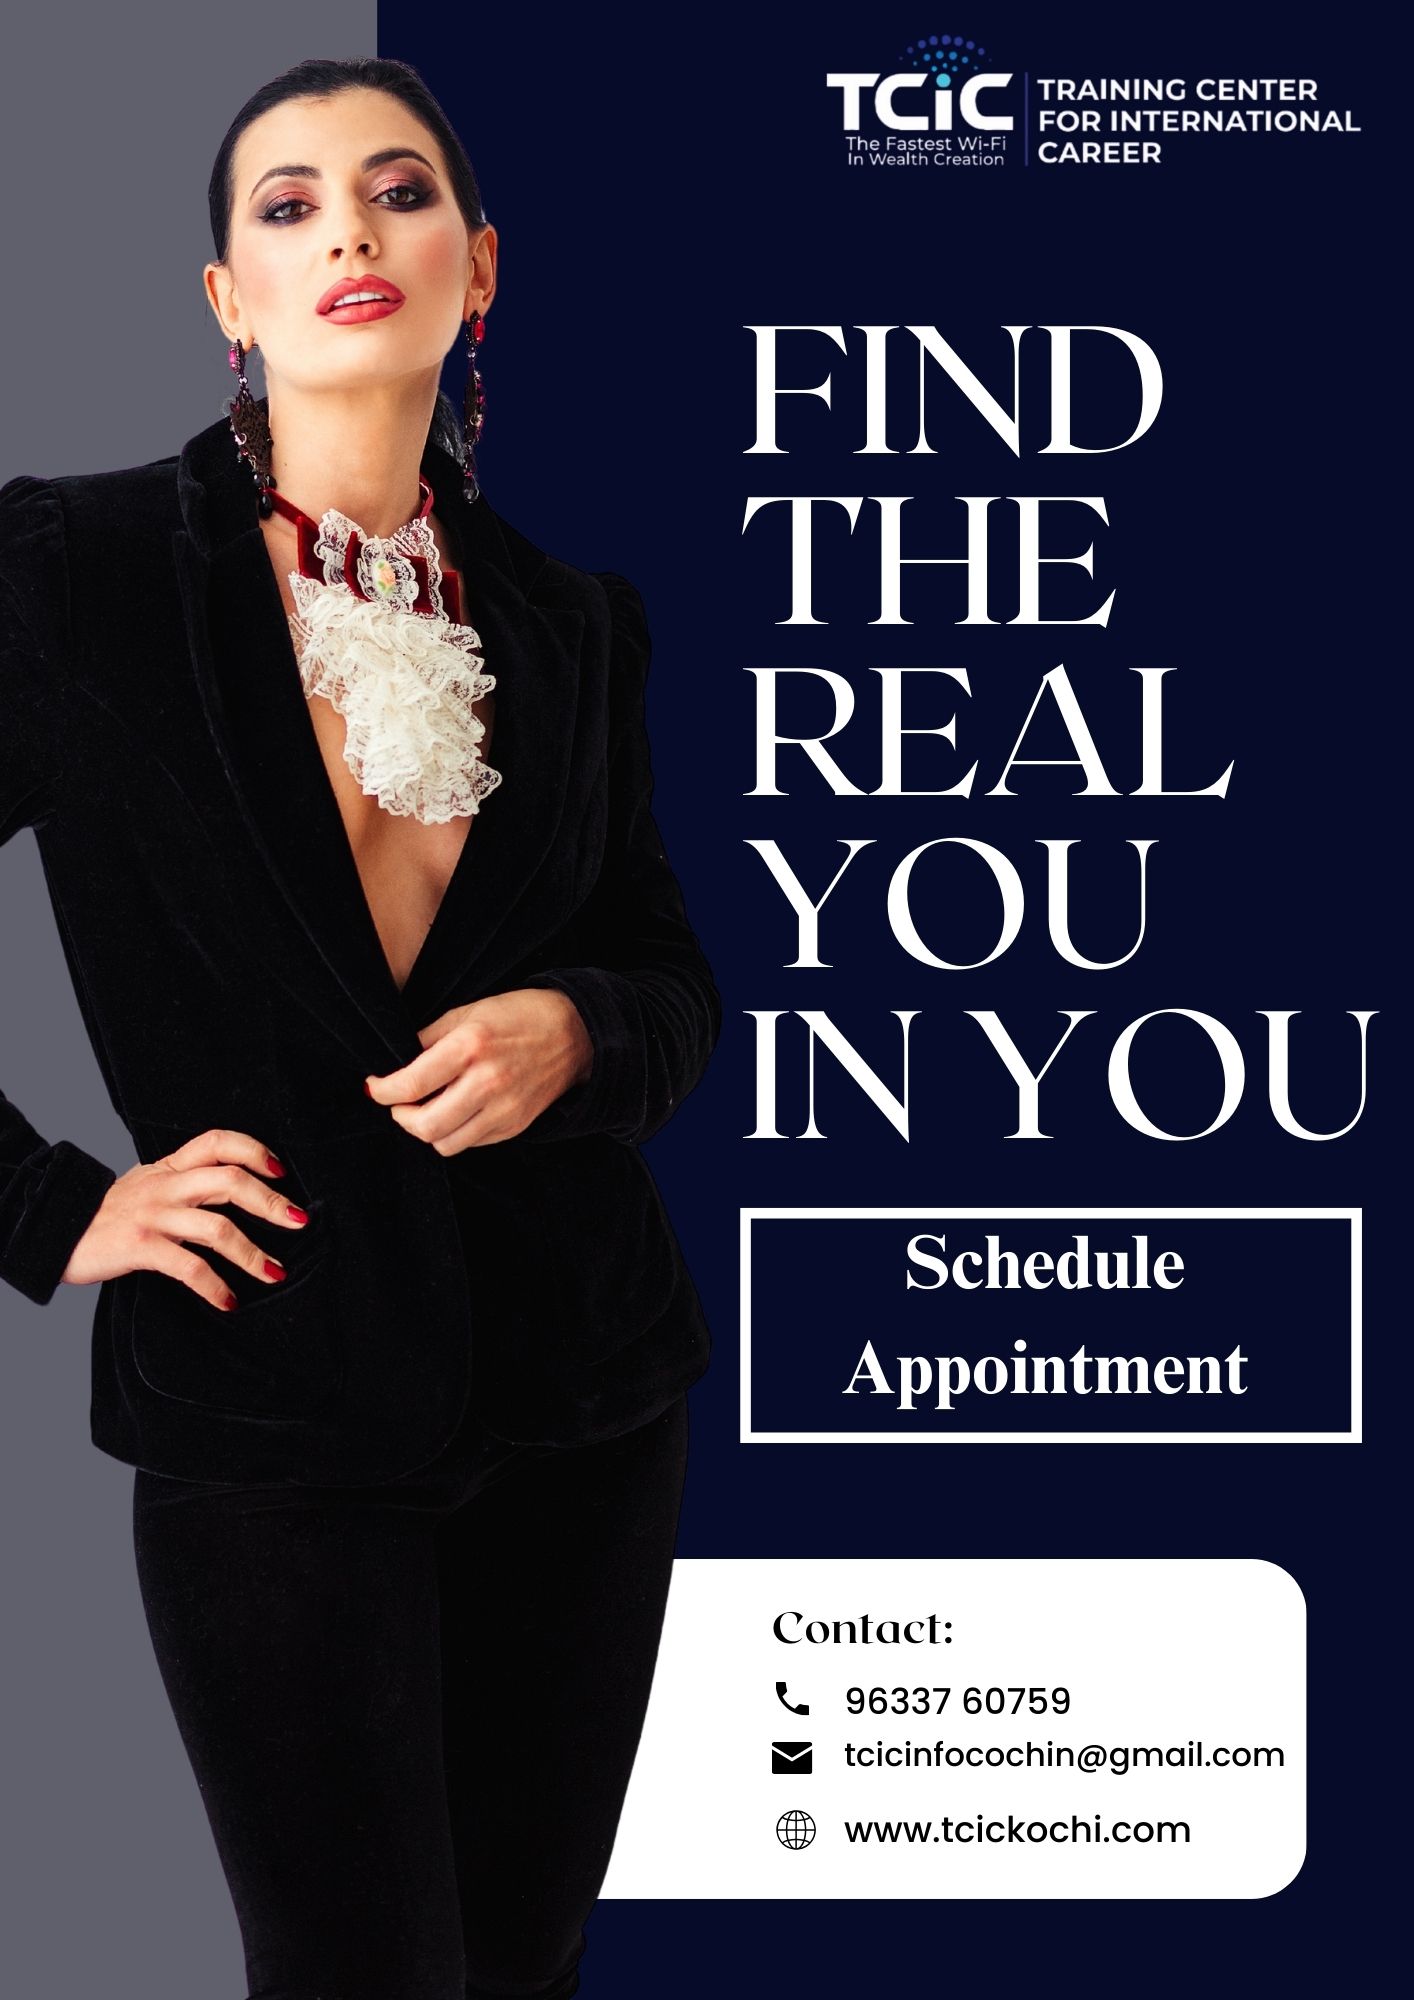 TCiC
The Fastest Wi-Fi
In Wealth Creation
TRAINING CENTER
FOR INTERNATIONAL
CAREER
FIND
THE
REAL
YOU
IN YOU
Schedule
Appointment
Contact:
96337 60759
tcicinfocochin@gmail.com
www.tcickochi.com